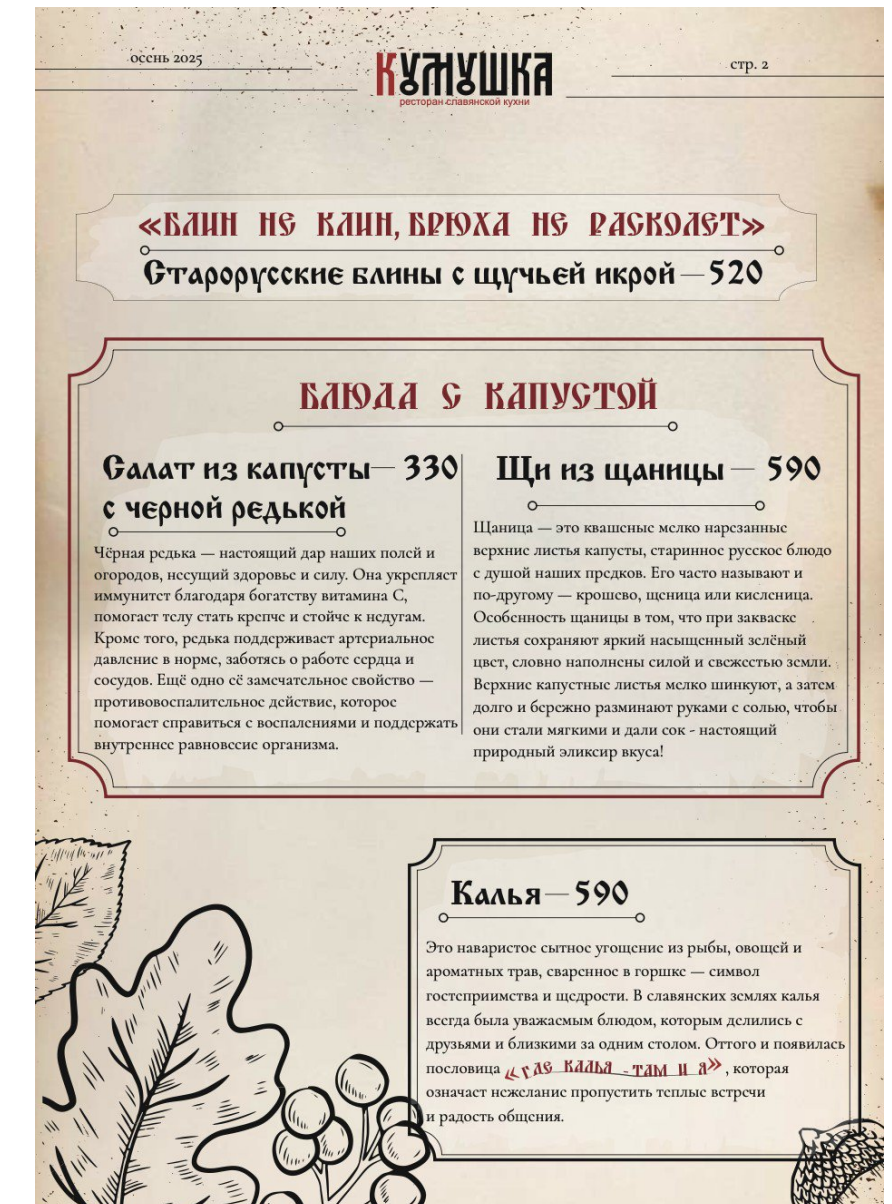 осень 2025
КУМУШКА
ресторан славянской кухни
стр. 2
«БЛИН НЕ КЛИН, БРЮХА НЕ РАСКОЛЕТ»
Старорусские блины с щучьей икрой — 520
БЛЮДА С КАПУСТОЙ
Салат из капусты — 330
с черной редькой
Чёрная редька — настоящий дар наших полей и
огородов, несущий здоровье и силу. Она укрепляет
иммунитет благодаря богатству витамина С,
помогает телу стать крепче и стойче к недугам.
Кроме того, редька поддерживает артериальное
давление в норме, заботясь о работе сердца и
сосудов. Ещё одно её замечательное свойство —
противовоспалительное действие, которое
помогает справиться с воспалениями и поддержать
внутреннее равновесие организма.
Щи из щаницы — 590
Щаница — это квашеные мелко нарезанные
верхние листья капусты, старинное русское блюдо
с душой наших предков. Его часто называют и
по-другому — крошево, щеница или кисленица.
Особенность щаницы в том, что при закваске
листья сохраняют яркий насыщенный зелёный
цвет, словно наполнены силой и свежестью земли.
Верхние капустные листья мелко шинкуют, а затем
долго и бережно разминают руками с солью, чтобы
они стали мягкими и дали сок - настоящий
природный эликсир вкуса!
Калья — 590
Это наваристое сытное угощение из рыбы, овощей и
ароматных трав, сваренное в горшке — символ
гостеприимства и щедрости. В славянских землях калья
всегда была уважаемым блюдом, которым делились с
друзьями и близкими за одним столом. Оттого и появилась
пословица «ГДЕ КАЛЬЯ - ТАМ И Я», которая
означает нежелание пропустить теплые встречи
и радость общения.